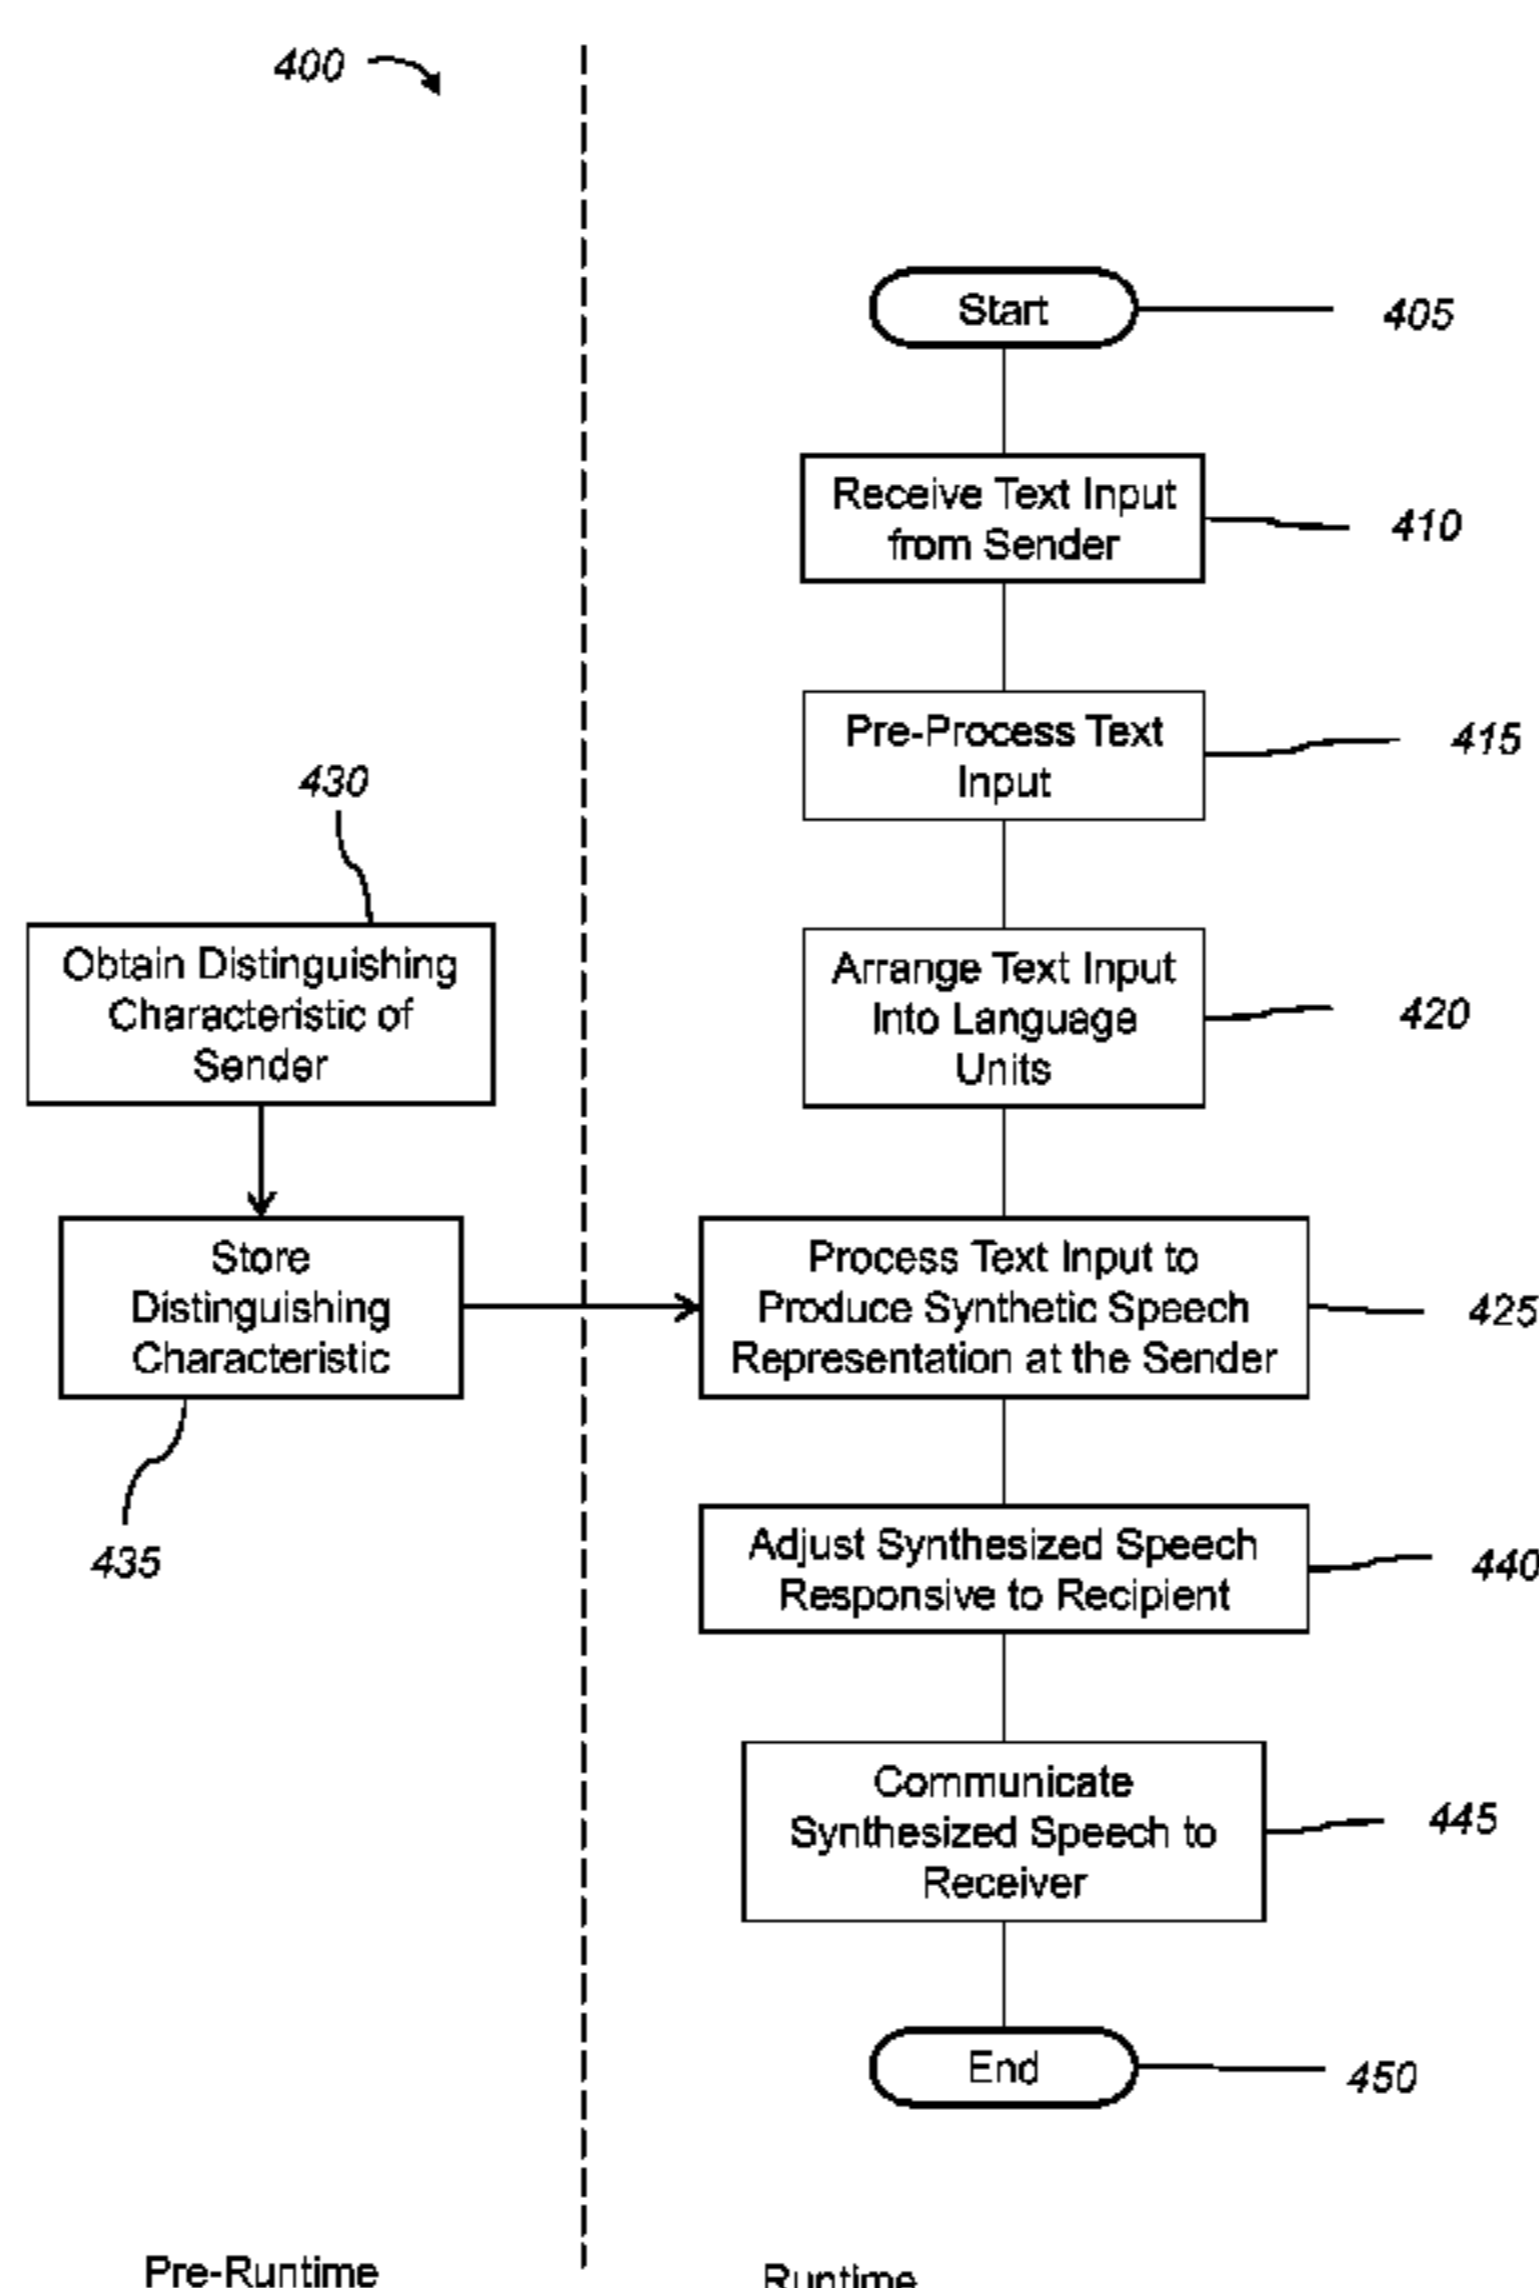 400
Start
405
Receive Text Input
from Sender
410
Pre-Process Text
Input
415
430
Obtain Distinguishing
Characteristic of
Sender
Arrange Text Input
Into Language
Units
420
Store
Distinguishing
Characteristic
435
Process Text Input to
Produce Synthetic Speech
Representation at the Sender
425
Adjust Synthesized Speech
Responsive to Recipient
440
Communicate
Synthesized Speech to
Receiver
445
End
450
Pre-Runtime
Runtime